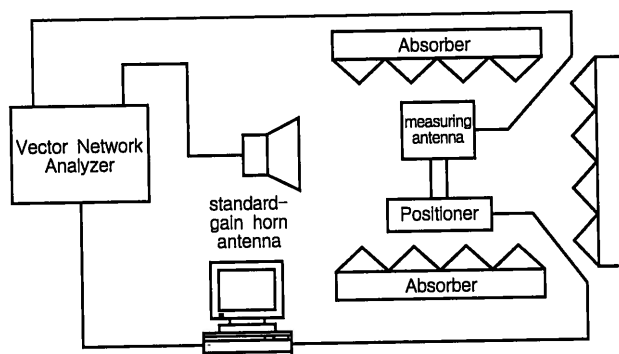 Absorber
Vector Network
Analyzer
measuring
antenna
standard-
gain horn
antenna
Positioner
Absorber